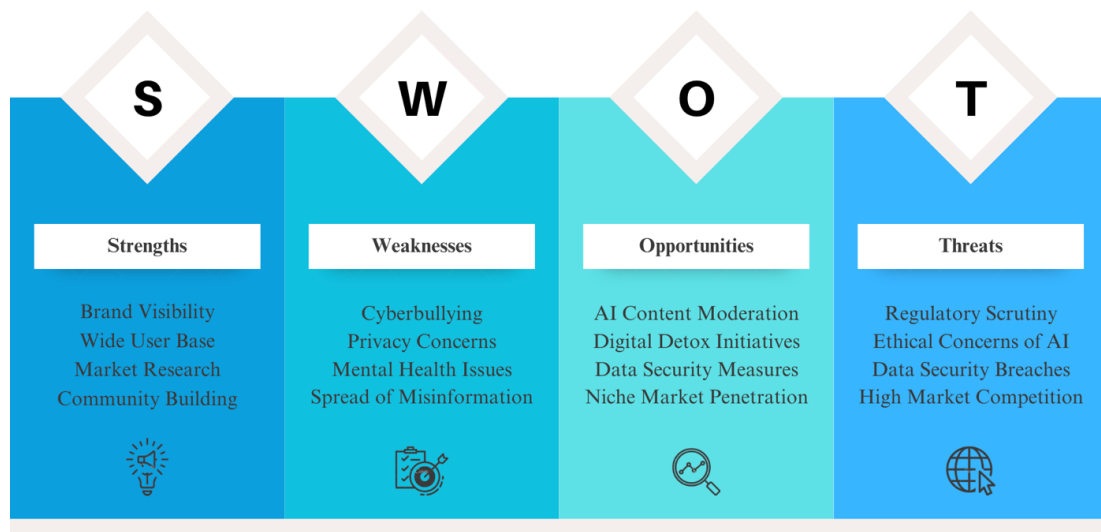 S
W
O
T
Strengths
Brand Visibility
Wide User Base
Market Research
Community Building
Weaknesses
Cyberbullying
Privacy Concerns
Mental Health Issues
Spread of Misinformation
Opportunities
AI Content Moderation
Digital Detox Initiatives
Data Security Measures
Niche Market Penetration
Threats
Regulatory Scrutiny
Ethical Concerns of AI
Data Security Breaches
High Market Competition